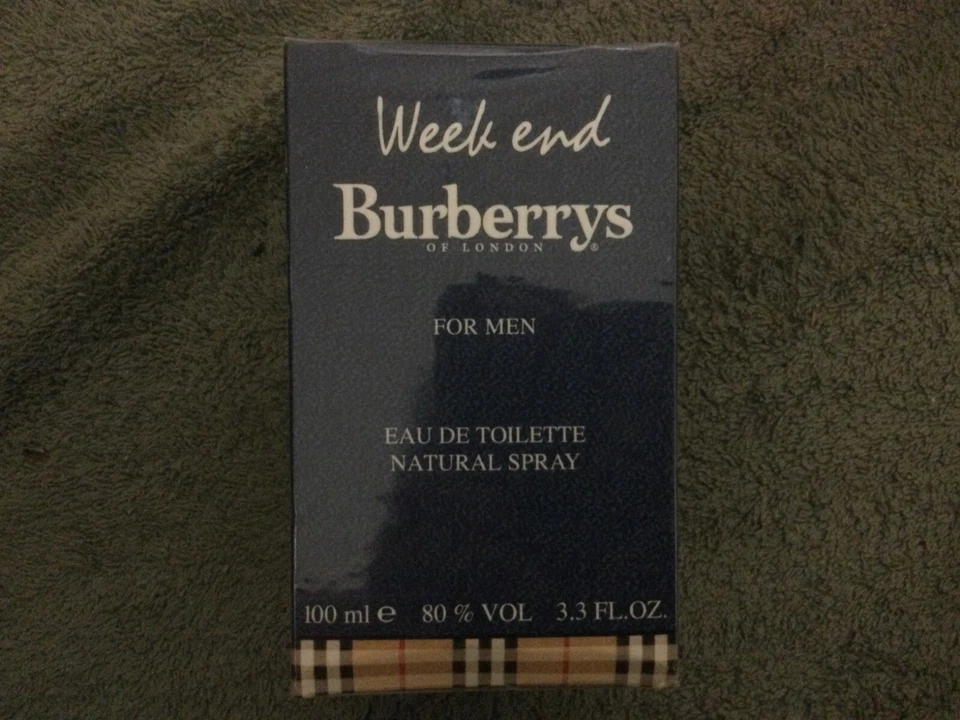 Week end
Burberrys
OF LONDON ®
FOR MEN
EAU DE TOILETTE
NATURAL SPRAY
100 ml ℮ 80 % VOL 3.3 FL.OZ.